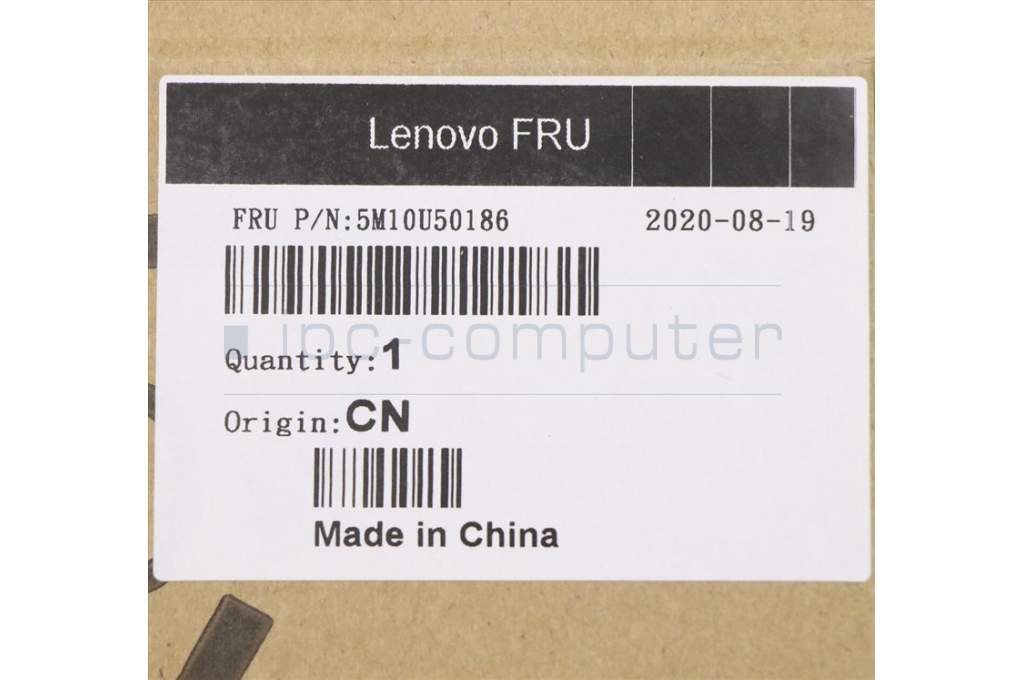 Lenovo FRU
FRU P/N:5M10U50186 2020-08-19
ipc-computer
Quantity:1
Origin:CN
Made in China